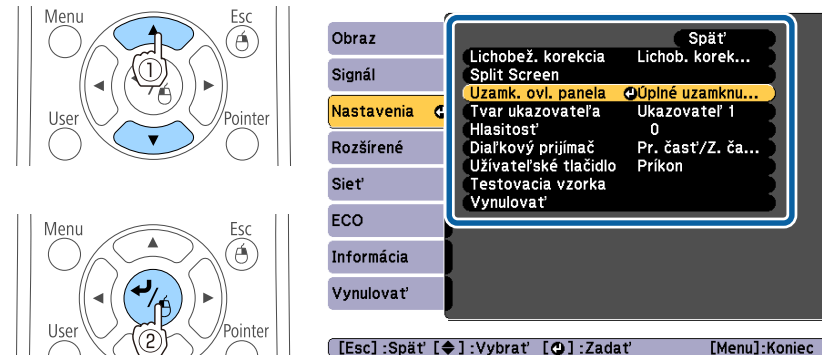 Menu
Esc
①
User
Pointer
Menu
Esc
User
Pointer
②
Obraz
Signál
Nastavenia
Rozšírené
Sieť
ECO
Informácia
Vynulovať
Späť
Lichobež. korekcia Lichob. korek...
Split Screen
Uzamk. ovl. panela Úplné uzamknu...
Tvar ukazovateľa Ukazovateľ 1
Hlasitosť 0
Diaľkový prijímač Pr. časť/Z. ča...
Užívateľské tlačidlo Príkon
Testovacia vzorka
Vynulovať
[Esc] :Späť [◆] :Vybrať [⏎] :Zadať [Menu]:Koniec